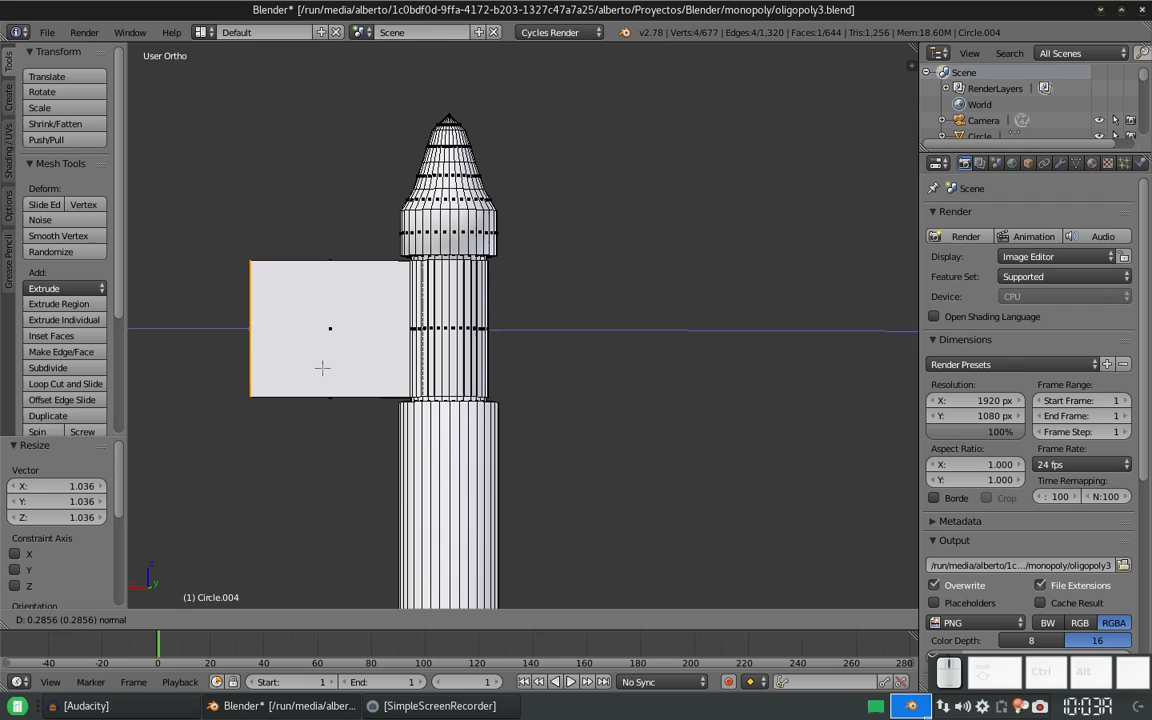 Blender* [/run/media/alberto/1c0bdf0d-9ffa-4172-b203-1327c47a7a25/alberto/Proyectos/Blender/monopoly/oligopoly3.blend]
File Render Window Help Default Scene Cycles Render v2.78 | Verts:4/677 | Edges:4/1,320 | Faces:1/644 | Tris:1,256 | Mem:18.60M | Circle.004
Tools
Create
Shading / UVs
Options
Grease Pencil
Transform
Translate
Rotate
Scale
Shrink/Fatten
Push/Pull
Mesh Tools
Deform:
Slide Ed Vertex
Noise
Smooth Vertex
Randomize
Add:
Extrude
Extrude Region
Extrude Individual
Inset Faces
Make Edge/Face
Subdivide
Loop Cut and Slide
Offset Edge Slide
Duplicate
Spin Screw
Resize
Vector
X: 1.036
Y: 1.036
Z: 1.036
Constraint Axis
X
Y
Z
Orientation
User Ortho
z
y
(1) Circle.004
D: 0.2856 (0.2856) normal
View Search All Scenes
Scene
RenderLayers
World
Camera
Circle
Scene
Render
Render Animation Audio
Display: Image Editor
Feature Set: Supported
Device: CPU
Open Shading Language
Dimensions
Render Presets
Resolution: Frame Range:
X: 1920 px Start Frame: 1
Y: 1080 px End Frame: 1
100% Frame Step: 1
Aspect Ratio: Frame Rate:
X: 1.000 24 fps
Y: 1.000 Time Remapping:
Borde Crop : 100 N:100
Metadata
Output
/run/media/alberto/1c.../monopoly/oligopoly3
Overwrite File Extensions
Placeholders Cache Result
PNG BW RGB RGBA
Color Depth: 8 16
-40 -20 0 20 40 60 80 100 120 140 160 180 200 220 240 260 280
View Marker Frame Playback Start: 1 End: 1 1 No Sync
Ctrl Alt
[Audacity] Blender* [/run/media/alber... [SimpleScreenRecorder] 10:03A